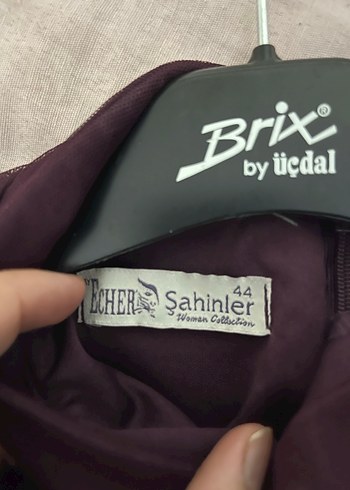 Brix®
by üçdal
ECHER Şahinler 44
Woman Collection